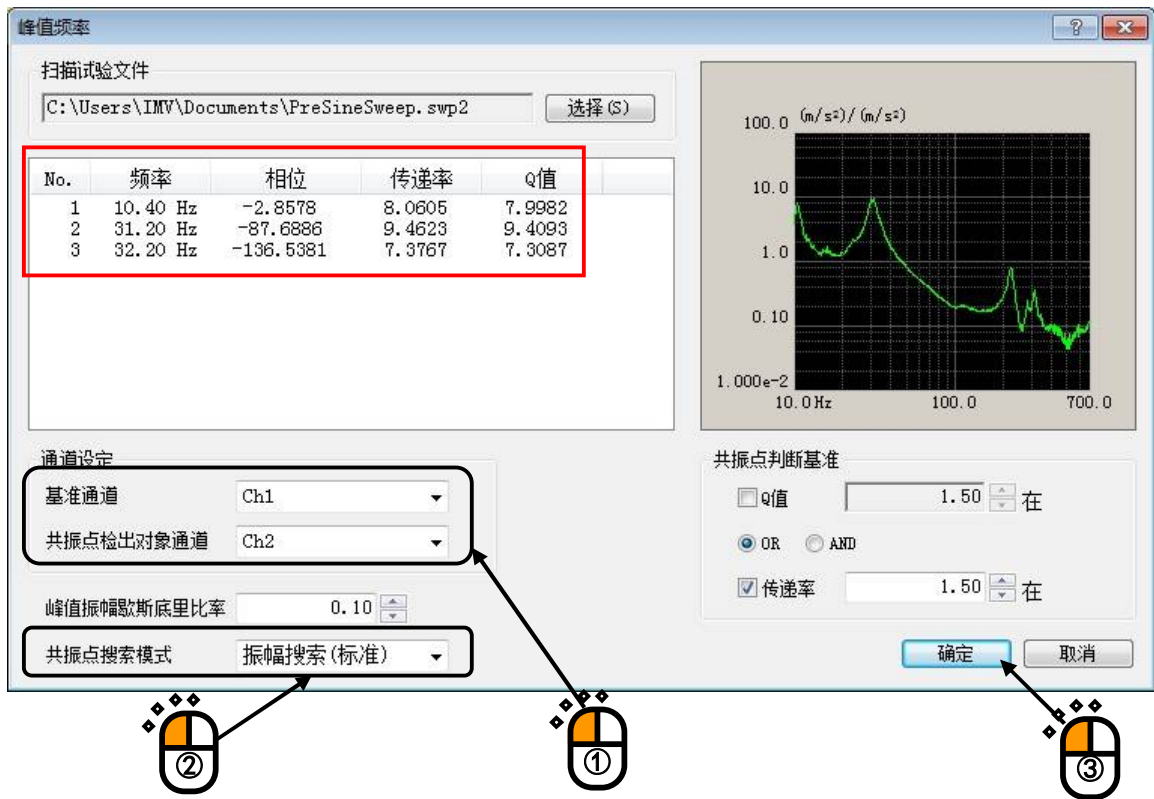 峰值频率
扫描试验文件
C:\Users\IMV\Documents\PreSineSweep.swp2
选择(S)
No. 频率 相位 传递率 Q值
1 10.40 Hz -2.8578 8.0605 7.9982
2 31.20 Hz -87.6886 9.4623 9.4093
3 32.20 Hz -136.5381 7.3767 7.3087
(m/s²)/(m/s²)
100.0
10.0
1.0
0.10
1.000e-2
10.0Hz 100.0 700.0
通道设定
基准通道 Ch1
共振点检出对象通道 Ch2
峰值振幅歇斯底里比率 0.10
共振点搜索模式 振幅搜索(标准)
共振点判断基准
Q值 1.50 在
OR AND
传递率 1.50 在
确定 取消
② ① ③